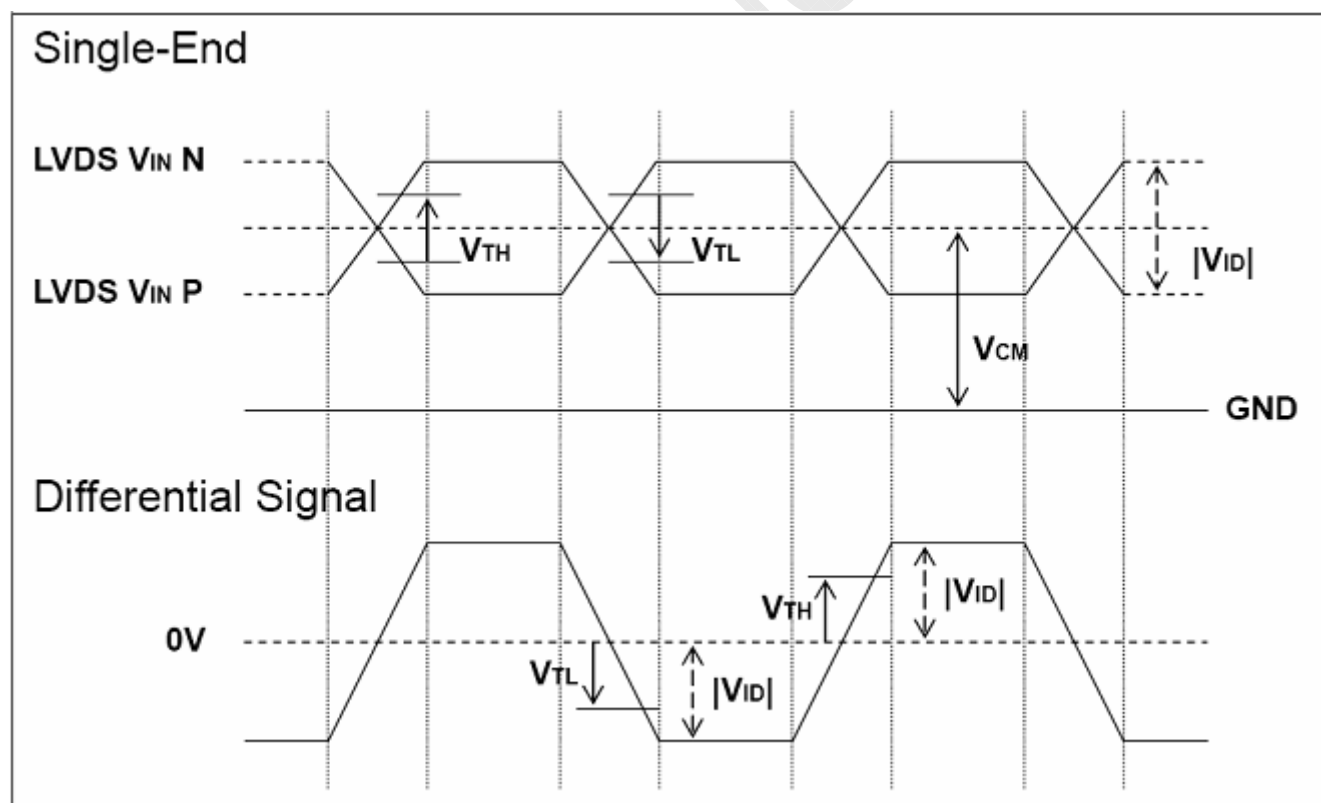 Single-End
LVDS VIN N
VTH
VTL
|VID|
LVDS VIN P
VCM
GND
Differential Signal
VTH
|VID|
0V
VTL
|VID|